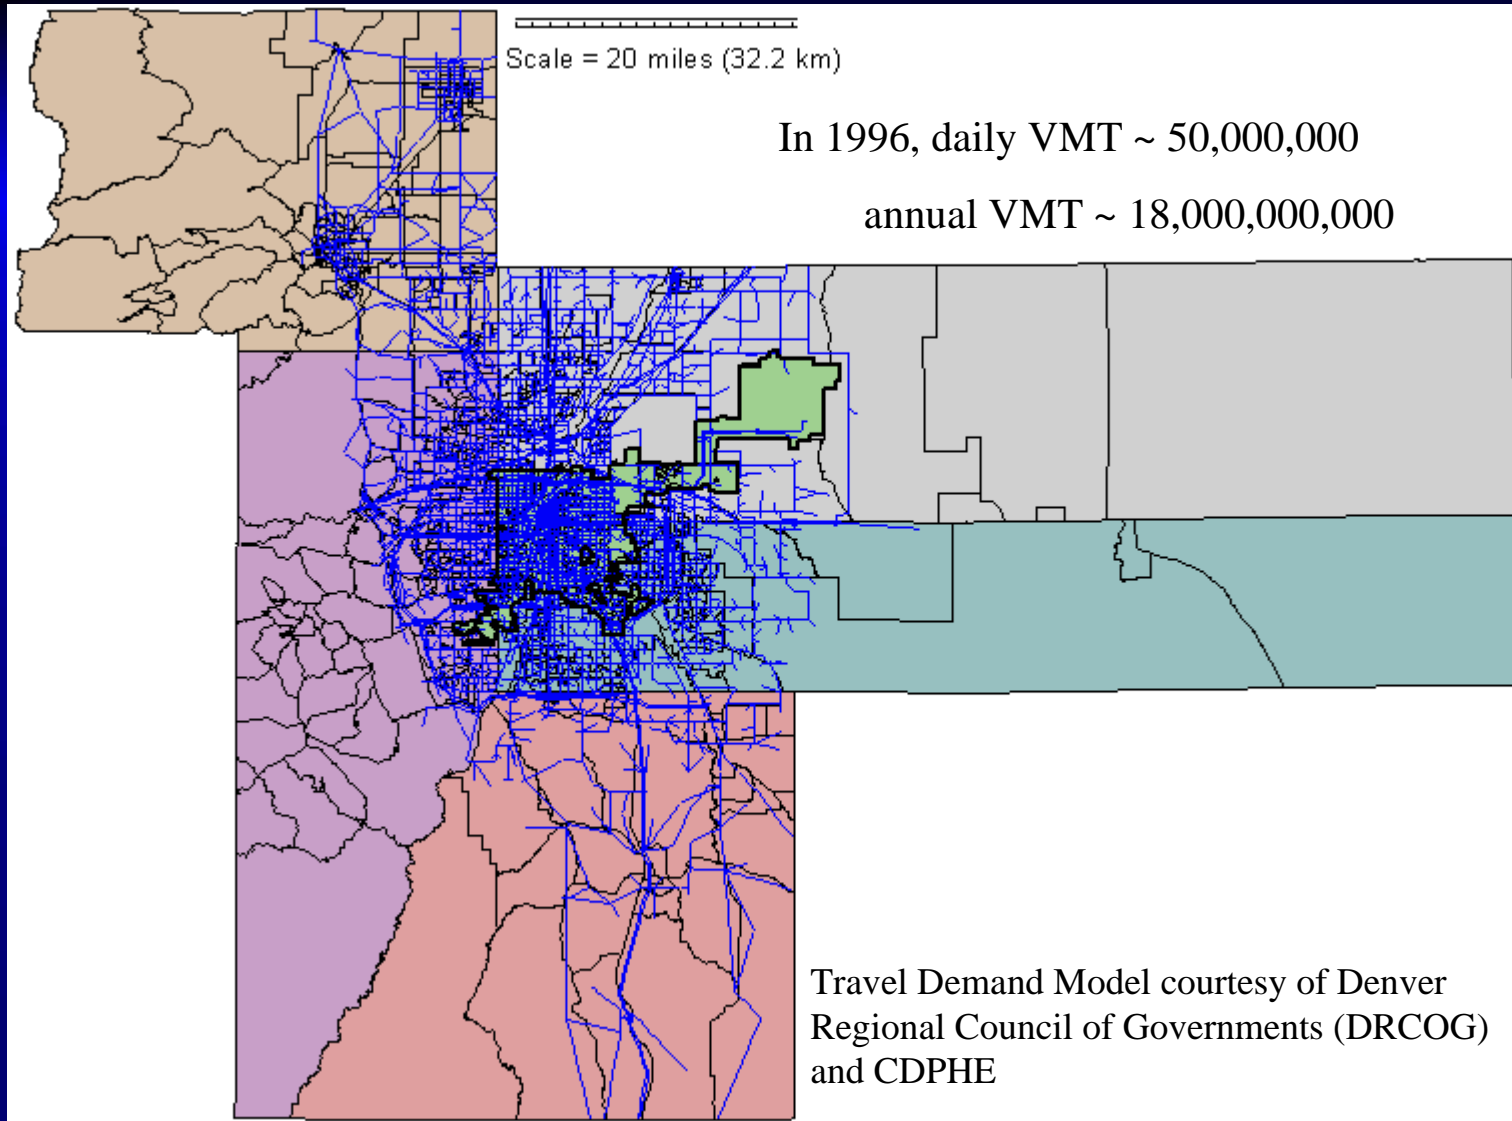 Scale = 20 miles (32.2 km)
In 1996, daily VMT ~ 50,000,000
annual VMT ~ 18,000,000,000
Travel Demand Model courtesy of Denver
Regional Council of Governments (DRCOG)
and CDPHE